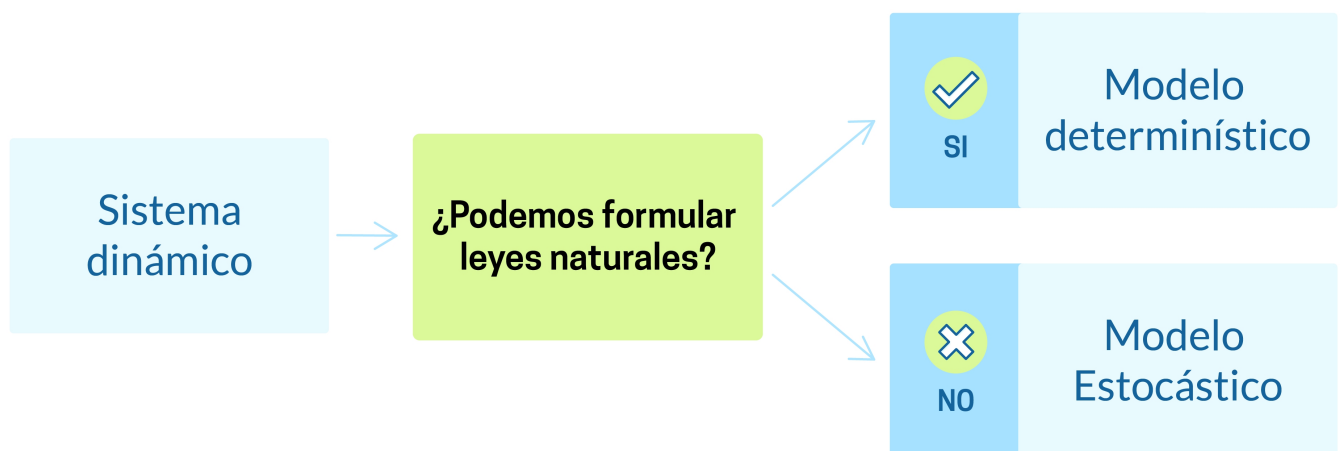 Sistema
dinámico
¿Podemos formular
leyes naturales?
SI
Modelo
determinístico
NO
Modelo
Estocástico